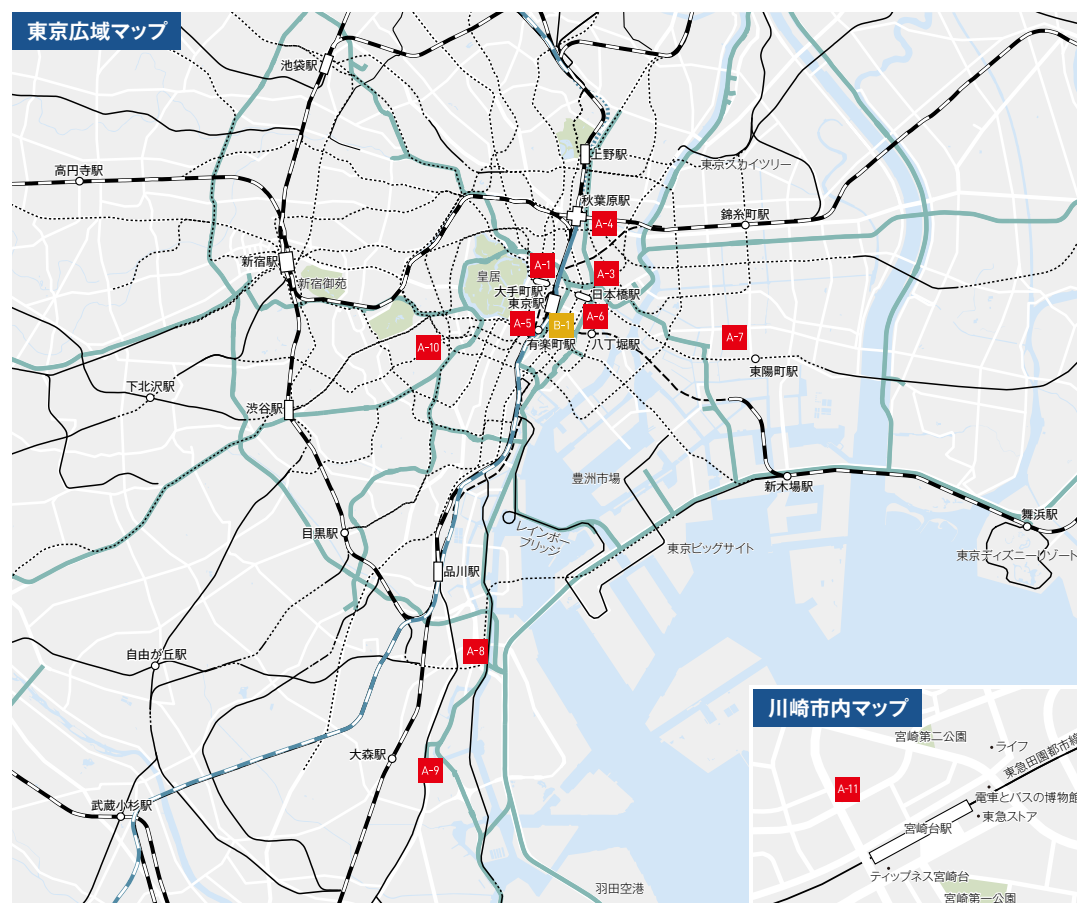 東京広域マップ
池袋駅
上野駅
東京スカイツリー
高円寺駅
秋葉原駅
A-4
錦糸町駅
新宿駅
新宿御苑
皇居
A-1
A-3
大手町駅
日本橋駅
東京駅
A-5
B-1
A-6
有楽町駅
八丁堀駅
A-7
A-10
東陽町駅
下北沢駅
渋谷駅
豊洲市場
新木場駅
舞浜駅
目黒駅
レインボー
ブリッジ
東京ビッグサイト
東京ディズニーリゾート
品川駅
自由が丘駅
A-8
大森駅
A-9
武蔵小杉駅
羽田空港
川崎市内マップ
宮崎第二公園
ライフ
東急田園都市線
A-11
電車とバスの博物館
東急ストア
宮崎台駅
ティップネス宮崎台
宮崎第一公園